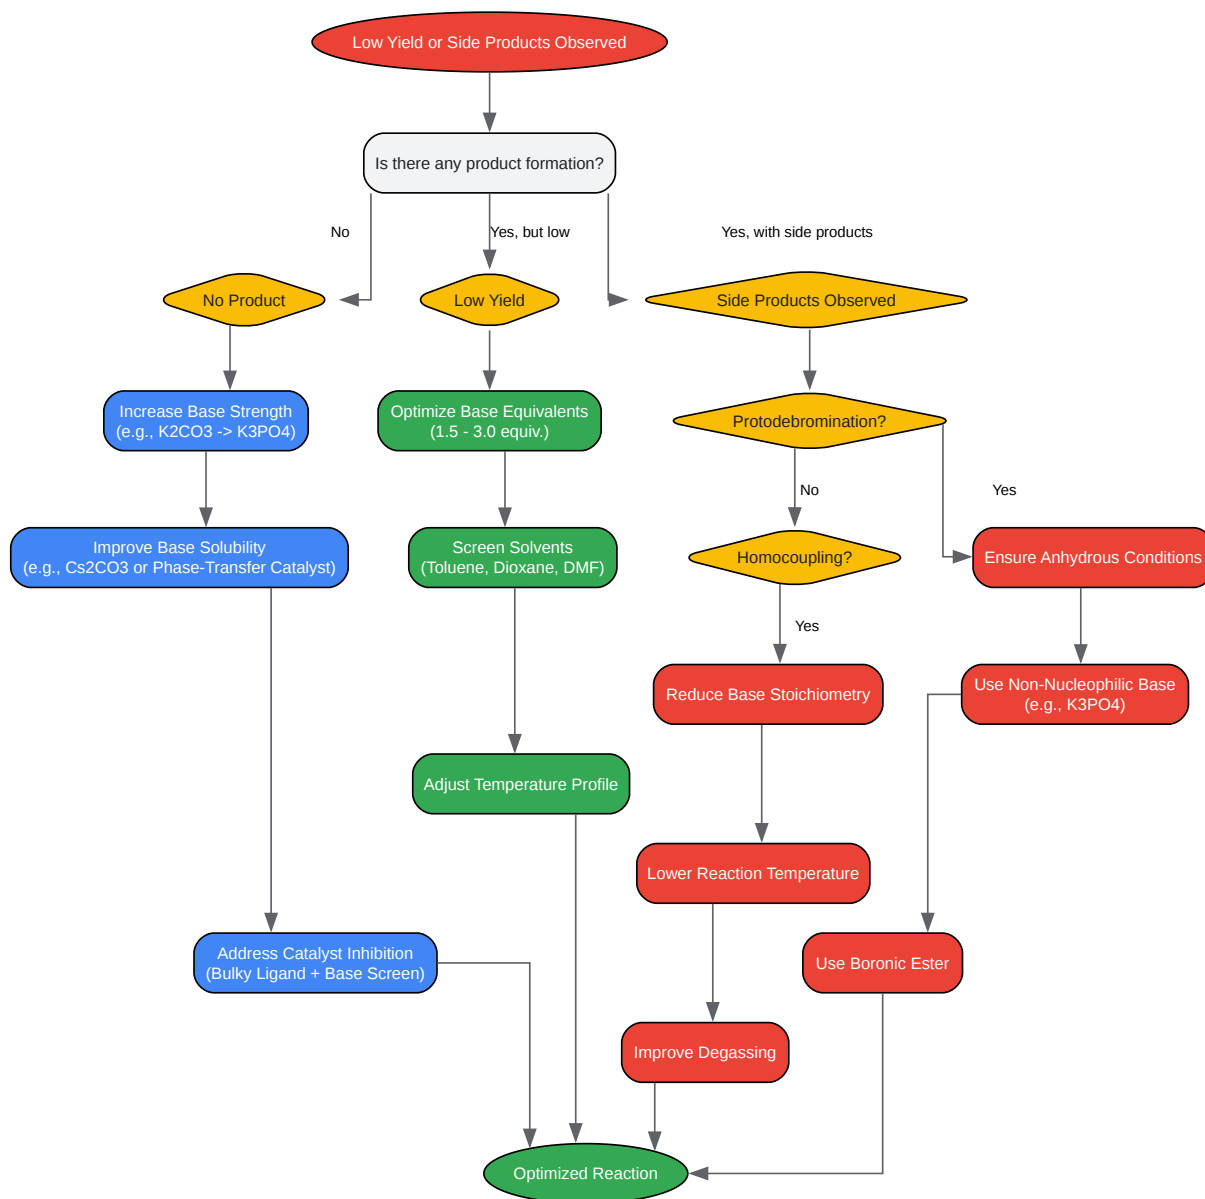 Low Yield or Side Products Observed
Is there any product formation?
No
Yes, but low
Yes, with side products
No Product
Low Yield
Side Products Observed
Increase Base Strength
(e.g., K2CO3 -> K3PO4)
Optimize Base Equivalents
(1.5 - 3.0 equiv.)
Protodebromination?
No
Yes
Improve Base Solubility
(e.g., Cs2CO3 or Phase-Transfer Catalyst)
Screen Solvents
(Toluene, Dioxane, DMF)
Homocoupling?
Ensure Anhydrous Conditions
Yes
Reduce Base Stoichiometry
Use Non-Nucleophilic Base
(e.g., K3PO4)
Adjust Temperature Profile
Lower Reaction Temperature
Address Catalyst Inhibition
(Bulky Ligand + Base Screen)
Use Boronic Ester
Improve Degassing
Optimized Reaction